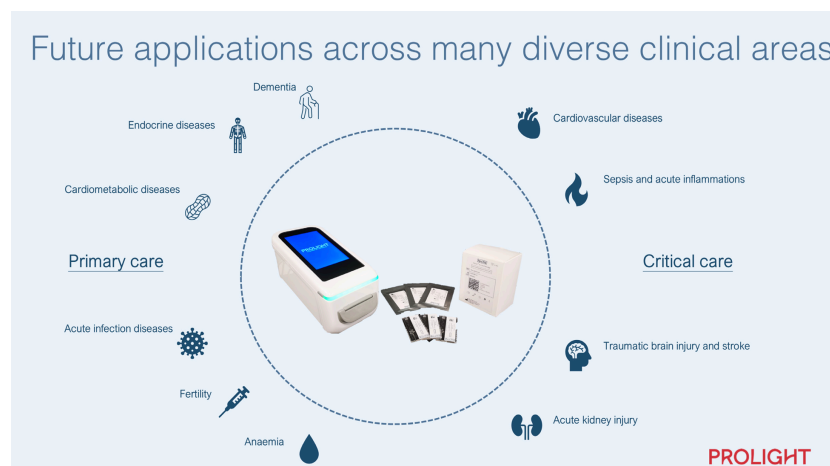 Future applications across many diverse clinical areas
Dementia
Endocrine diseases
Cardiometabolic diseases
Primary care
Acute infection diseases
Fertility
Anaemia
PROLIGHT
Cardiovascular diseases
Sepsis and acute inflammations
Critical care
Traumatic brain injury and stroke
Acute kidney injury
PROLIGHT